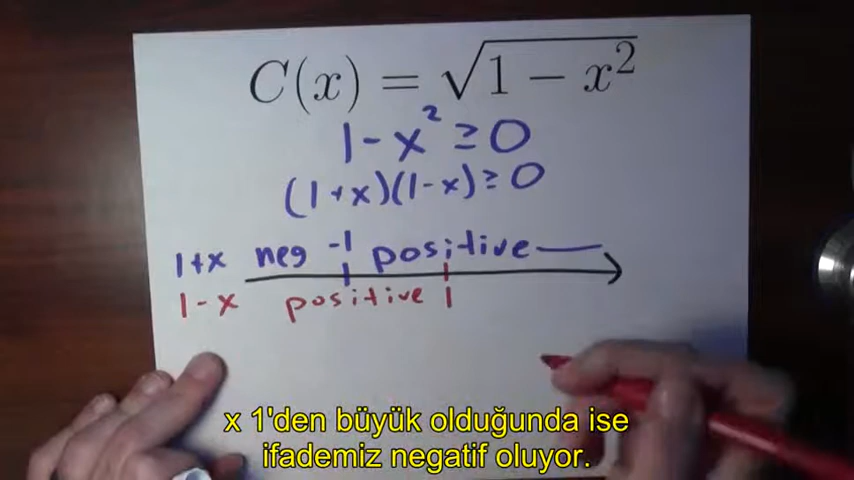 C(x) = √(1 − x²)
1 - x² ≥ 0
(1+x)(1-x) ≥ 0
1+x neg -1 positive
1-x positive 1
x 1'den büyük olduğunda ise
ifademiz negatif oluyor.